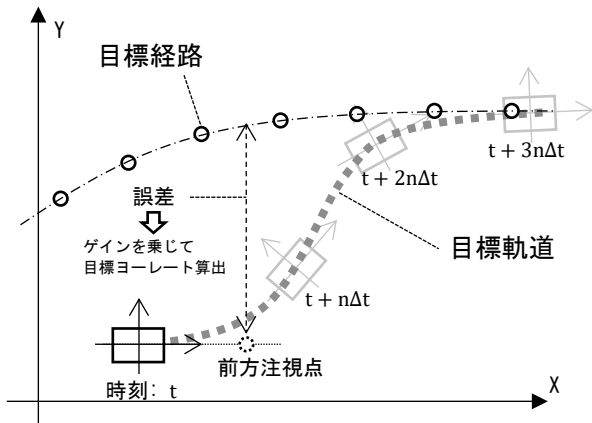 Y
目標経路
t + 3nΔt
t + 2nΔt
誤差
ゲインを乗じて
目標ヨーレート算出
目標軌道
t + nΔt
前方注視点
時刻: t
X